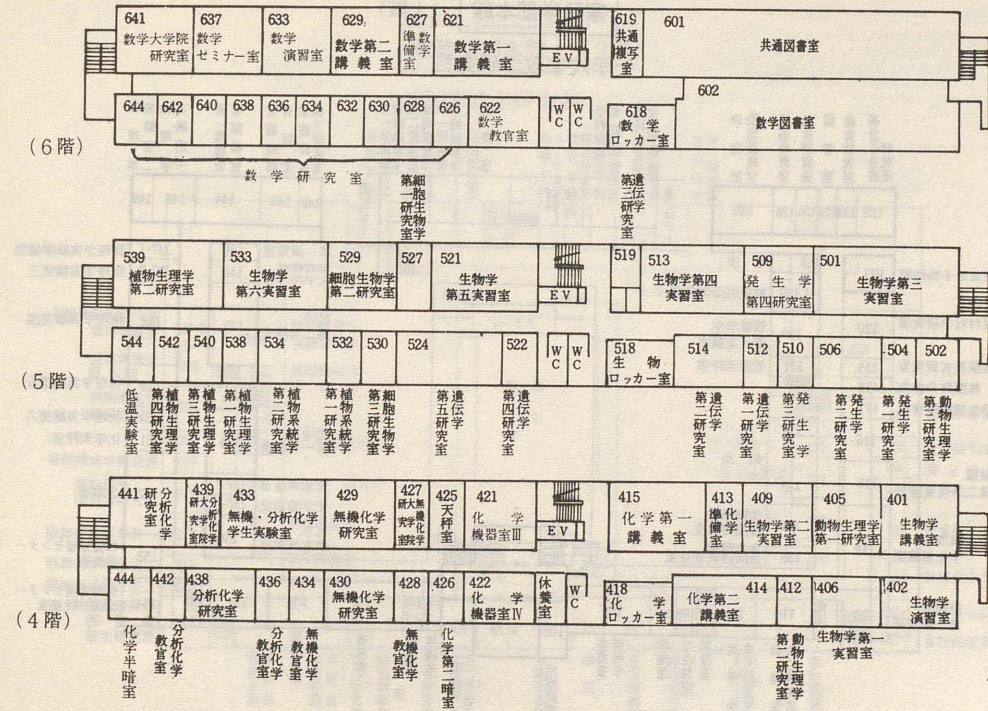 641
数学大学院
研究室
637
数学
セミナー室
633
数学
演習室
629
数学第二
講義室
627
数学
準備室
621
数学第一
講義室
EV
619
共通
複写
室
601
共通図書室
602
数学図書室
644
642
640
638
636
634
632
630
628
626
622
数学
教官室
WC
WC
618
数学
ロッカー室
(6階)
数学研究室
細胞生物学
第一研究室
遺伝学
第三研究室
539
植物生理学
第二研究室
533
生物学
第六実習室
529
細胞生物学
第二研究室
527
521
生物学
第五実習室
EV
519
513
生物学第四
実習室
509
発生学
第四研究室
501
生物学第三
実習室
544
542
540
538
534
532
530
524
522
WC
WC
518
生物
ロッカー室
514
512
510
506
504
502
(5階)
低温実験室
植物生理学
第四研究室
植物生理学
第三研究室
植物生理学
第一研究室
植物系統学
第二研究室
植物系統学
第一研究室
細胞生物学
第三研究室
遺伝学
第五研究室
遺伝学
第四研究室
遺伝学
第二研究室
遺伝学
第一研究室
発生学
第三研究室
発生学
第二研究室
発生学
第一研究室
動物生理学
第三研究室
441
分析化学
研究室
439
分析化学
大学院
研究室
433
無機・分析化学
学生実験室
429
無機化学
研究室
427
無機化学
大学院
研究室
425
天秤室
421
化学
機器室Ⅲ
EV
415
化学第一
講義室
413
化学
準備室
409
生物学第二
実習室
405
動物生理学
第一研究室
401
生物学
講義室
444
442
438
分析化学
研究室
436
434
430
無機化学
研究室
428
426
422
化学
機器室Ⅳ
休養室
WC
418
化学
ロッカー室
化学第二
講義室
414
412
406
402
生物学
演習室
(4階)
化学半暗室
分析化学
教官室
分析化学
教官室
無機化学
教官室
無機化学
教官室
化学第二暗室
動物生理学
第二研究室
生物学第一
実習室